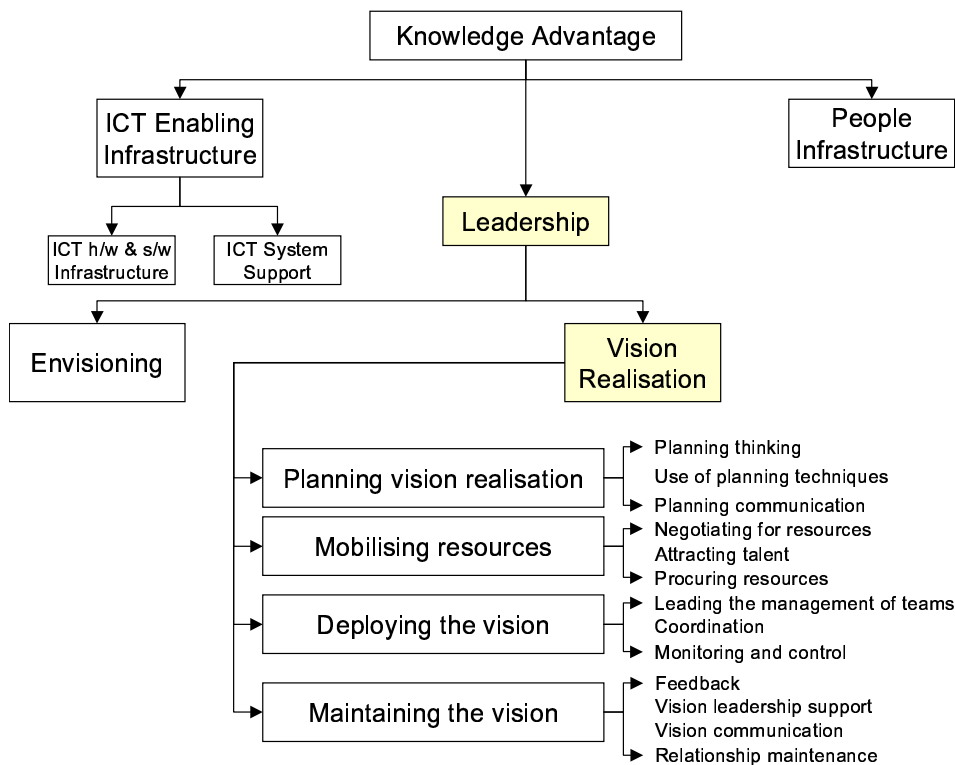 Knowledge Advantage
ICT Enabling
Infrastructure
People
Infrastructure
Leadership
ICT h/w & s/w
Infrastructure
ICT System
Support
Envisioning
Vision
Realisation
Planning vision realisation
Planning thinking
Use of planning techniques
Planning communication
Mobilising resources
Negotiating for resources
Attracting talent
Procuring resources
Deploying the vision
Leading the management of teams
Coordination
Monitoring and control
Maintaining the vision
Feedback
Vision leadership support
Vision communication
Relationship maintenance